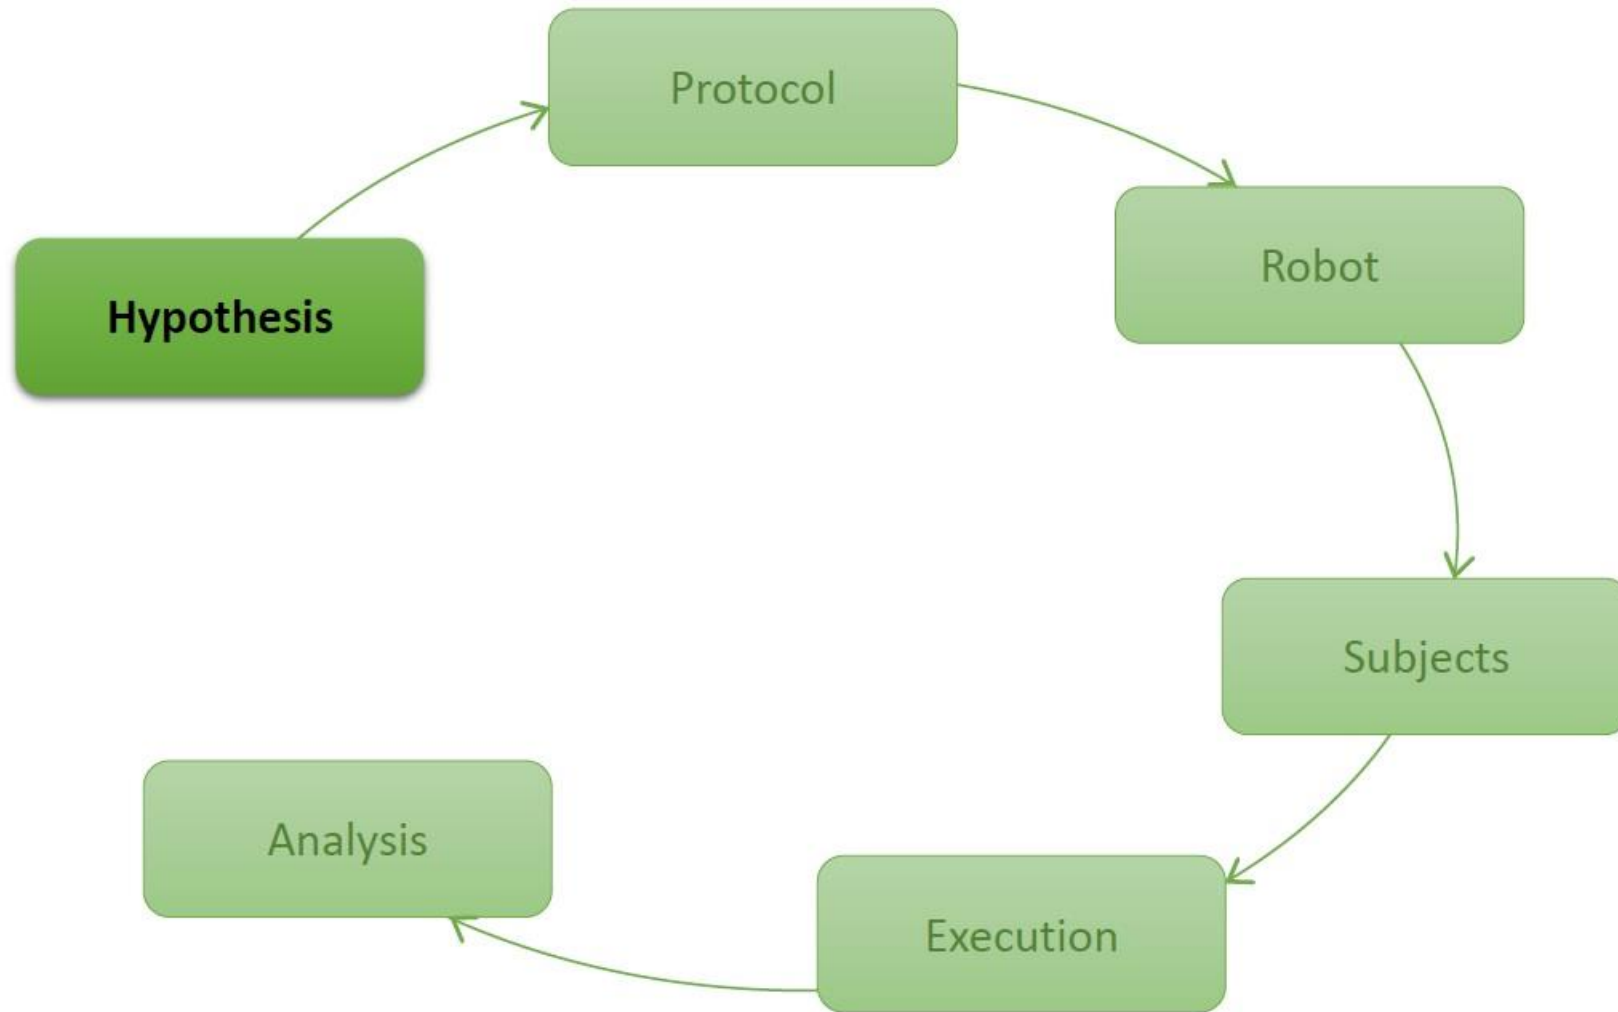 Hypothesis
Protocol
Robot
Subjects
Execution
Analysis